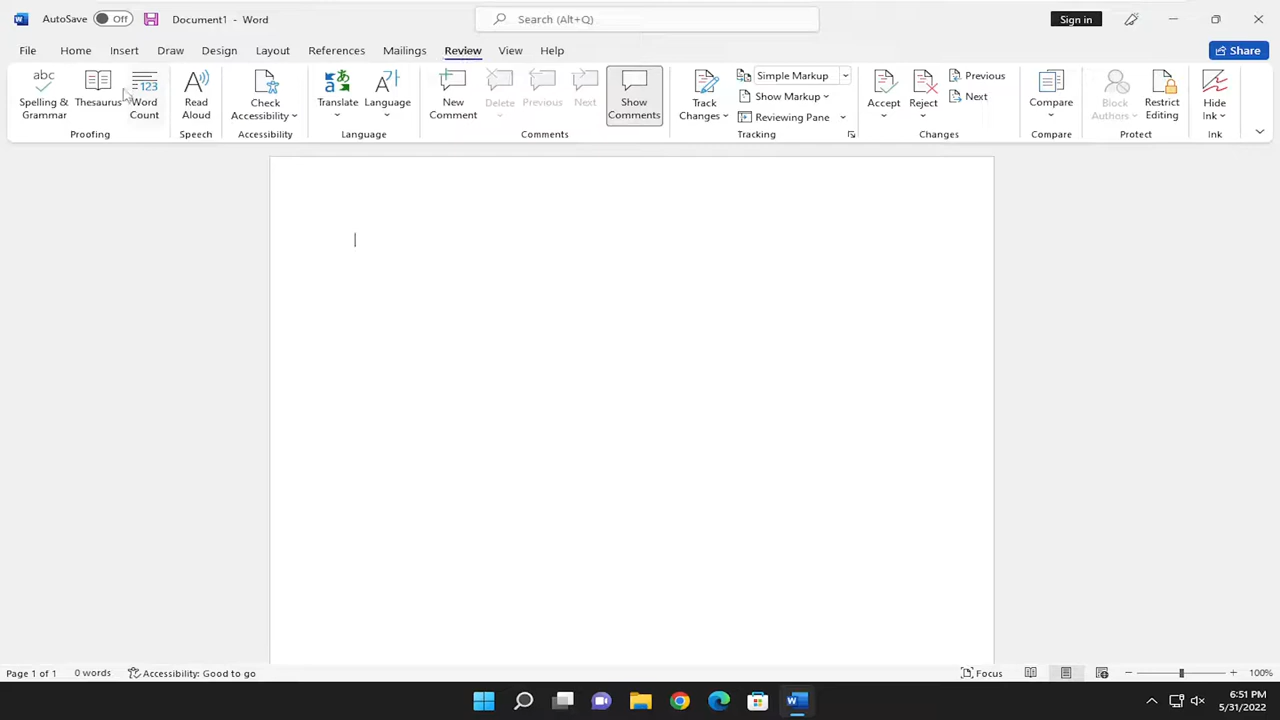 AutoSave Off Document1 - Word Search (Alt+Q) Sign in
File Home Insert Draw Design Layout References Mailings Review View Help Share
abc Spelling & Grammar
Thesaurus
123 Word Count
Proofing
A Read Aloud
Speech
Check Accessibility
Accessibility
Translate
Language
Language
New Comment
Delete
Previous
Next
Show Comments
Comments
Track Changes
Simple Markup
Show Markup
Reviewing Pane
Tracking
Accept
Reject
Previous
Next
Changes
Compare
Compare
Block Authors
Restrict Editing
Protect
Hide Ink
Ink
Page 1 of 1 0 words Accessibility: Good to go Focus 100%
6:51 PM
5/31/2022